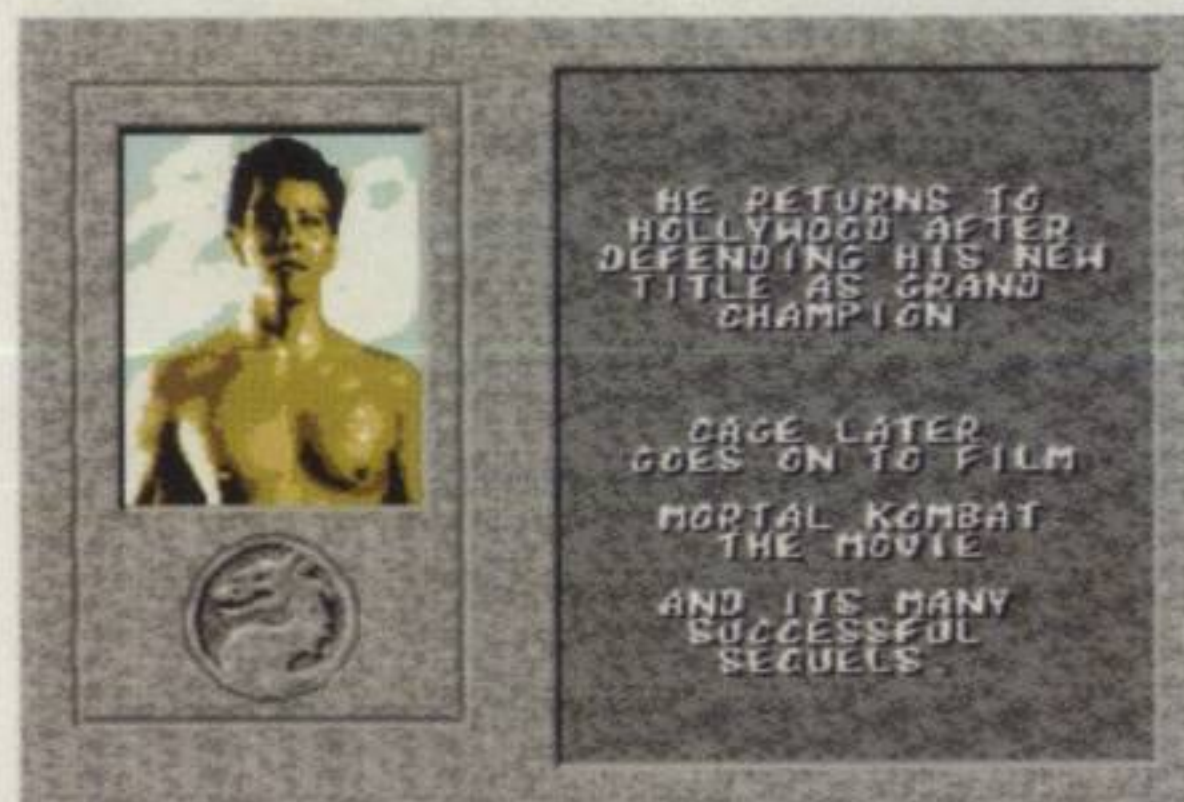 HE RETURNS TO
HOLLYWOOD AFTER
DEFENDING HIS NEW
TITLE AS GRAND
CHAMPION
CAGE LATER
GOES ON TO FILM
MORTAL KOMBAT
THE MOVIE
AND ITS MANY
SUCCESSFUL
SEQUELS.